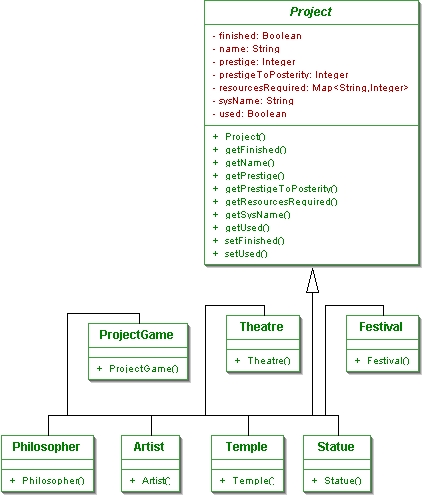 Project
- finished: Boolean
- name: String
- prestige: Integer
- prestigeToPosterity: Integer
- resourcesRequired: Map<String,Integer>
- sysName: String
- used: Boolean
+ Project()
+ getFinished()
+ getName()
+ getPrestige()
+ getPrestigeToPosterity()
+ getResourcesRequired()
+ getSysName()
+ getUsed()
+ setFinished()
+ setUsed()
ProjectGame
+ ProjectGame()
Theatre
+ Theatre()
Festival
+ Festival()
Philosopher
+ Philosopher()
Artist
+ Artist()
Temple
+ Temple()
Statue
+ Statue()